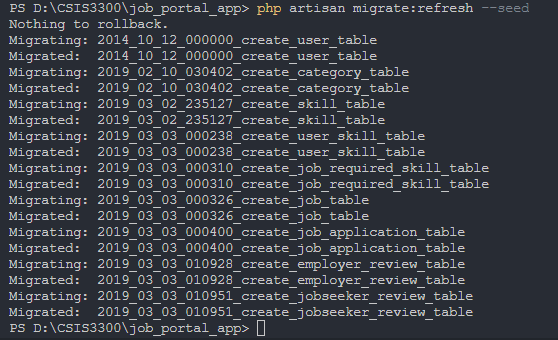 PS D:\CSIS3300\job_portal_app> php artisan migrate:refresh --seed
Nothing to rollback.
Migrating: 2014_10_12_000000_create_user_table
Migrated:  2014_10_12_000000_create_user_table
Migrating: 2019_02_10_030402_create_category_table
Migrated:  2019_02_10_030402_create_category_table
Migrating: 2019_03_02_235127_create_skill_table
Migrated:  2019_03_02_235127_create_skill_table
Migrating: 2019_03_03_000238_create_user_skill_table
Migrated:  2019_03_03_000238_create_user_skill_table
Migrating: 2019_03_03_000310_create_job_required_skill_table
Migrated:  2019_03_03_000310_create_job_required_skill_table
Migrating: 2019_03_03_000326_create_job_table
Migrated:  2019_03_03_000326_create_job_table
Migrating: 2019_03_03_000400_create_job_application_table
Migrated:  2019_03_03_000400_create_job_application_table
Migrating: 2019_03_03_010928_create_employer_review_table
Migrated:  2019_03_03_010928_create_employer_review_table
Migrating: 2019_03_03_010951_create_jobseeker_review_table
Migrated:  2019_03_03_010951_create_jobseeker_review_table
PS D:\CSIS3300\job_portal_app>